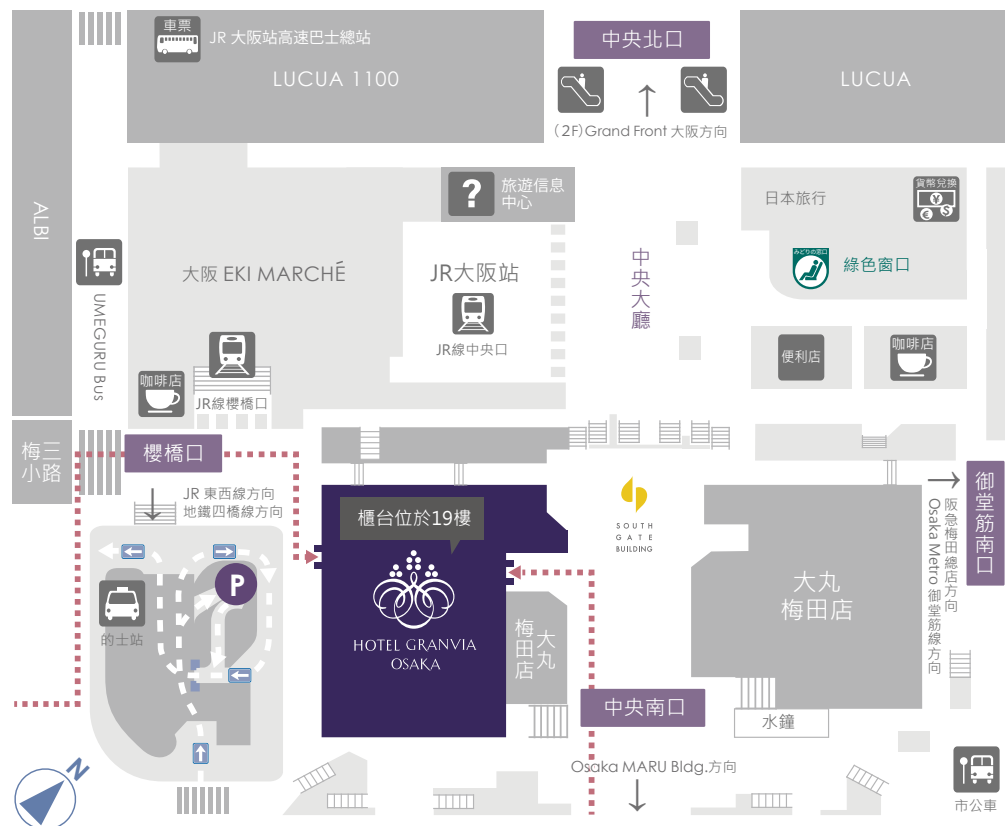 車票
JR 大阪站高速巴士總站
LUCUA 1100
中央北口
(2F)Grand Front 大阪方向
LUCUA
ALBI
UMEGURU Bus
大阪 EKI MARCHÉ
?
旅遊信息
中心
JR大阪站
JR線中央口
中央大廳
日本旅行
貨幣兌換
¥
€
$
みどりの窓口
綠色窗口
便利店
咖啡店
咖啡店
JR線櫻橋口
梅三
小路
櫻橋口
JR 東西線方向
地鐵四橋線方向
P
的士站
櫃台位於19樓
HOTEL GRANVIA
OSAKA
大丸
梅田店
SOUTH
GATE
BUILDING
大丸
梅田店
御堂筋南口
阪急梅田總店方向
Osaka Metro 御堂筋線方向
中央南口
水鐘
Osaka MARU Bldg.方向
市公車
N